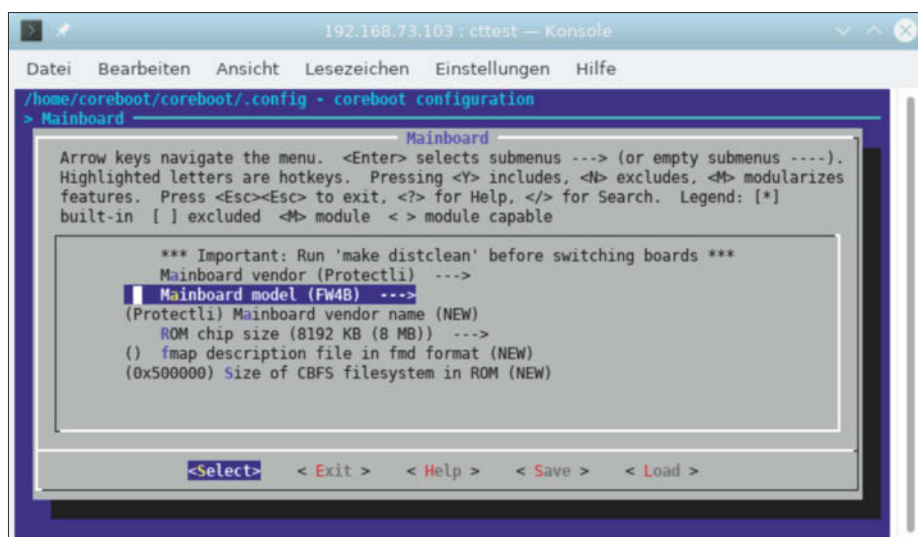 192.168.73.103 : cttest — Konsole
Datei Bearbeiten Ansicht Lesezeichen Einstellungen Hilfe
/home/coreboot/coreboot/.config - coreboot configuration
> Mainboard
Mainboard
Arrow keys navigate the menu. <Enter> selects submenus ---> (or empty submenus ----).
Highlighted letters are hotkeys. Pressing <Y> includes, <N> excludes, <M> modularizes
features. Press <Esc><Esc> to exit, <?> for Help, </> for Search. Legend: [*]
built-in [ ] excluded <M> module < > module capable
*** Important: Run 'make distclean' before switching boards ***
Mainboard vendor (Protectli) --->
Mainboard model (FW4B) --->
(Protectli) Mainboard vendor name (NEW)
ROM chip size (8192 KB (8 MB)) --->
() fmap description file in fmd format (NEW)
(0x500000) Size of CBFS filesystem in ROM (NEW)
<Select> < Exit > < Help > < Save > < Load >